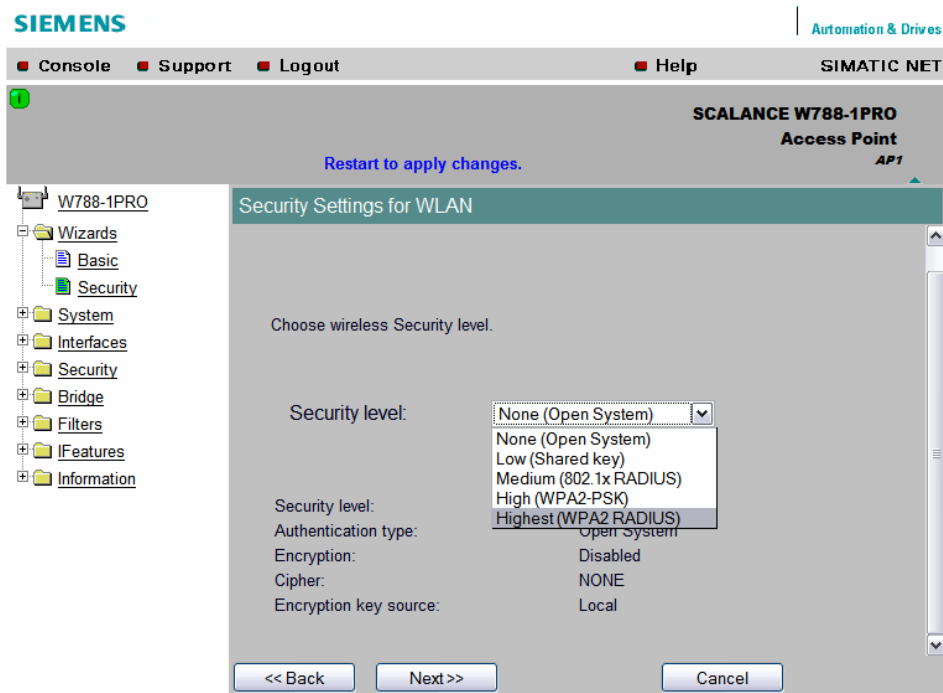 SIEMENS
Automation & Drives
Console Support Logout Help SIMATIC NET
SCALANCE W788-1PRO
Access Point
AP1
Restart to apply changes.
W788-1PRO
Wizards
Basic
Security
System
Interfaces
Security
Bridge
Filters
IFeatures
Information
Security Settings for WLAN
Choose wireless Security level.
Security level: None (Open System)
None (Open System)
Low (Shared key)
Medium (802.1x RADIUS)
High (WPA2-PSK)
Highest (WPA2 RADIUS)
Security level:
Authentication type: Open System
Encryption: Disabled
Cipher: NONE
Encryption key source: Local
<< Back Next >> Cancel